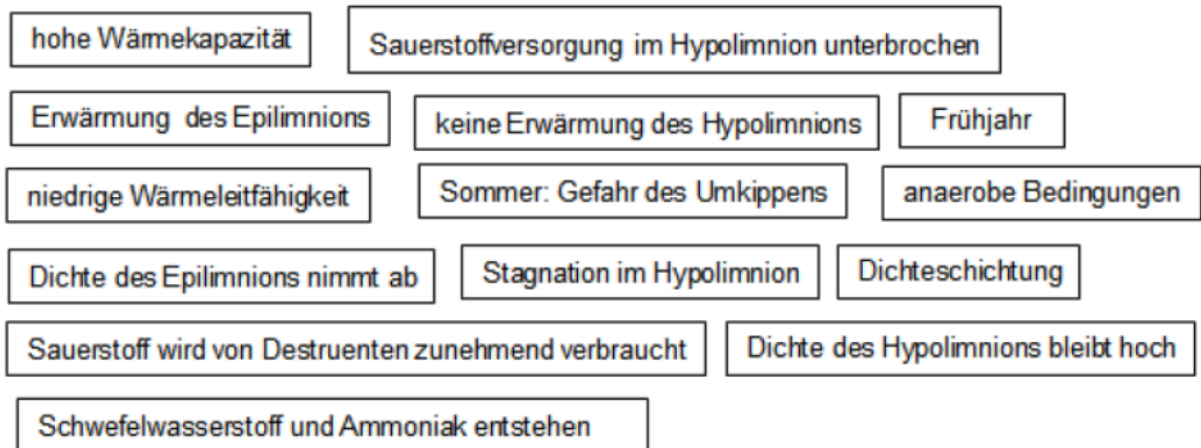 hohe Wärmekapazität
Sauerstoffversorgung im Hypolimnion unterbrochen
Erwärmung des Epilimnions
keine Erwärmung des Hypolimnions
Frühjahr
niedrige Wärmeleitfähigkeit
Sommer: Gefahr des Umkippens
anaerobe Bedingungen
Dichte des Epilimnions nimmt ab
Stagnation im Hypolimnion
Dichteschichtung
Sauerstoff wird von Destruenten zunehmend verbraucht
Dichte des Hypolimnions bleibt hoch
Schwefelwasserstoff und Ammoniak entstehen